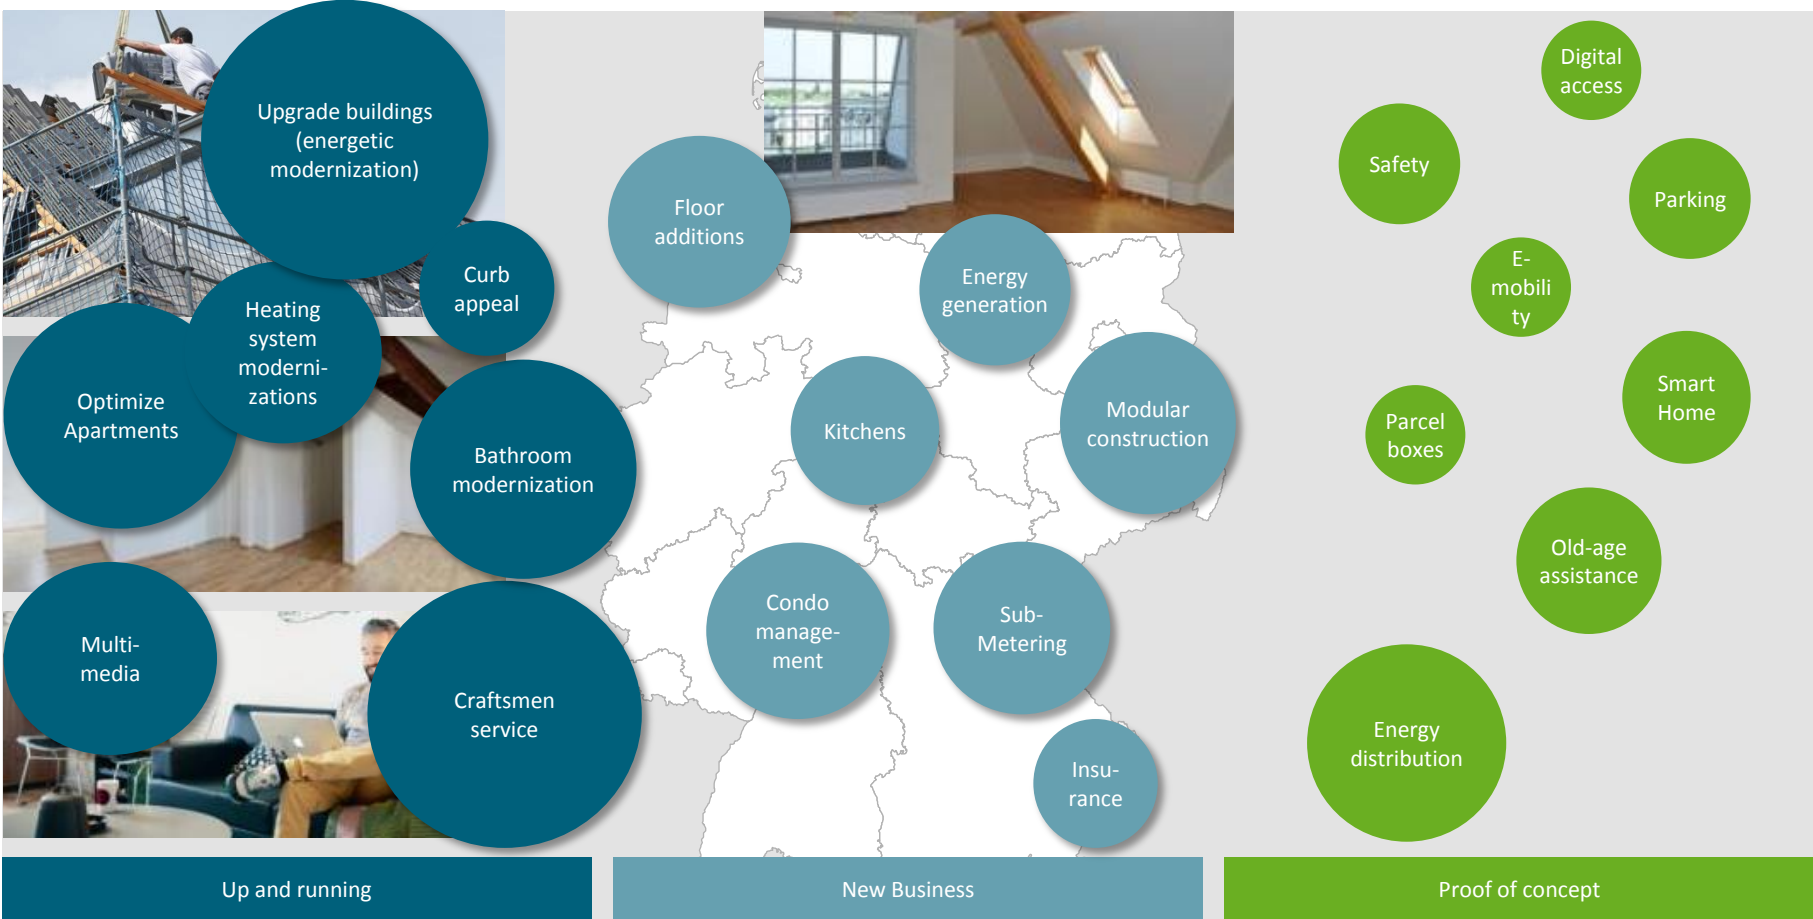 Upgrade buildings
(energetic
modernization)
Curb
appeal
Heating
system
moderni-
zations
Optimize
Apartments
Bathroom
modernization
Multi-
media
Craftsmen
service
Floor
additions
Energy
generation
Kitchens
Modular
construction
Condo
manage-
ment
Sub-
Metering
Insu-
rance
Digital
access
Safety
Parking
E-
mobili
ty
Smart
Home
Parcel
boxes
Old-age
assistance
Energy
distribution
Up and running
New Business
Proof of concept